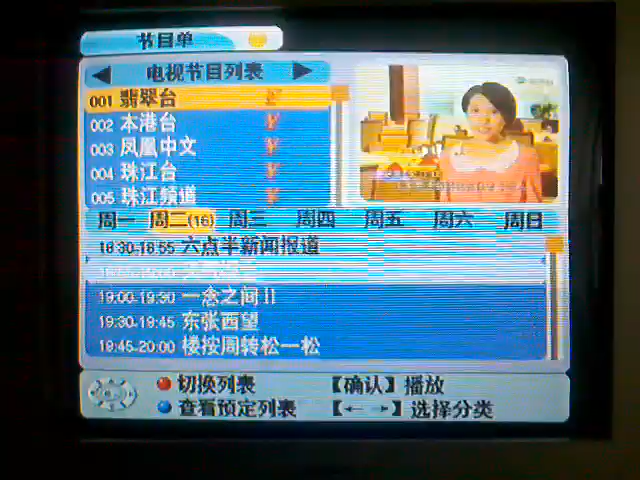 节目单
电视节目列表
001 翡翠台 ¥
002 本港台 ¥
003 凤凰中文 ¥
004 珠江台 ¥
005 珠江頻道 ¥
周一 周二(16) 周三 周四 周五 周六 周日
18:30-18:55 六点半新闻报道
19:00-19:30 一念之间II
19:30-19:45 东张西望
19:45-20:00 楼按周转松一松
切换列表 【确认】播放
查看预定列表 【← →】选择分类